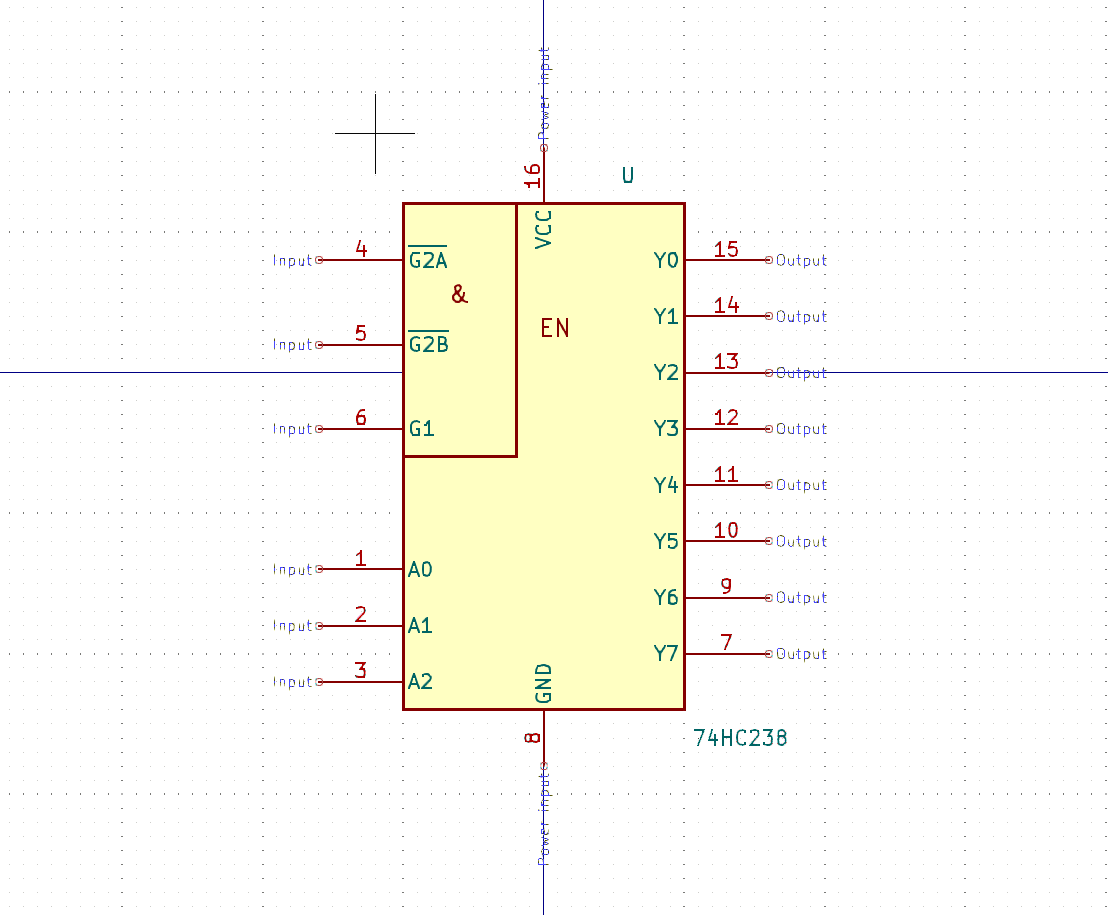 Power input
16
U
VCC
Input 4 G2A
Y0 15 Output
&
Y1 14 Output
EN
Input 5 G2B
Y2 13 Output
Input 6 G1
Y3 12 Output
Y4 11 Output
Y5 10 Output
Input 1 A0
Y6 9 Output
Input 2 A1
Y7 7 Output
Input 3 A2
GND
8
74HC238
Power input